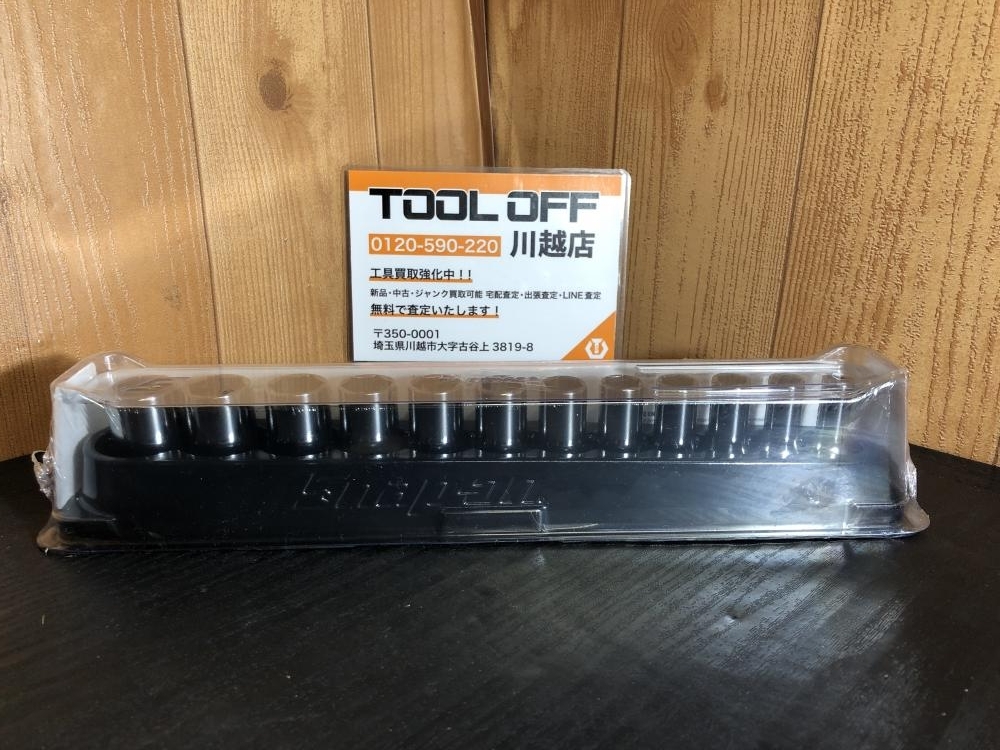 TOOL OFF
0120-590-220 川越店
工具買取強化中！！
新品・中古・ジャンク買取可能 宅配査定・出張査定・LINE査定
無料で査定いたします！
〒350-0001
埼玉県川越市大字古谷上 3819-8
Snap-on